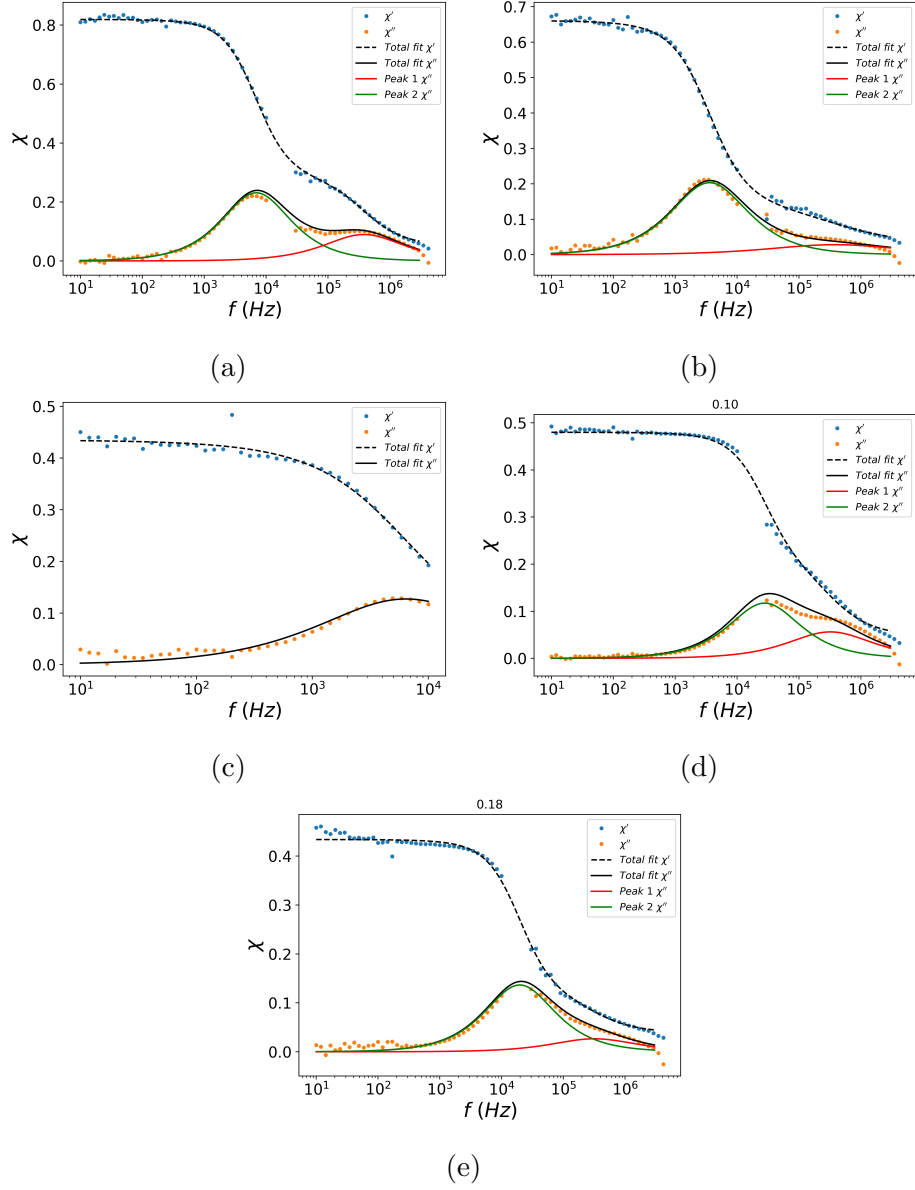 0.8
0.6
0.4
0.2
0.0
χ
χ′
χ″
Total fit χ′
Total fit χ″
Peak 1 χ″
Peak 2 χ″
10¹ 10² 10³ 10⁴ 10⁵ 10⁶
f (Hz)
(a)
0.7
0.6
0.5
0.4
0.3
0.2
0.1
0.0
χ
χ′
χ″
Total fit χ′
Total fit χ″
Peak 1 χ″
Peak 2 χ″
10¹ 10² 10³ 10⁴ 10⁵ 10⁶
f (Hz)
(b)
0.5
0.4
0.3
0.2
0.1
0.0
χ
χ′
χ″
Total fit χ′
Total fit χ″
10¹ 10² 10³ 10⁴
f (Hz)
(c)
0.10
0.5
0.4
0.3
0.2
0.1
0.0
χ
χ′
χ″
Total fit χ′
Total fit χ″
Peak 1 χ″
Peak 2 χ″
10¹ 10² 10³ 10⁴ 10⁵ 10⁶
f (Hz)
(d)
0.18
0.4
0.3
0.2
0.1
0.0
χ
χ′
χ″
Total fit χ′
Total fit χ″
Peak 1 χ″
Peak 2 χ″
10¹ 10² 10³ 10⁴ 10⁵ 10⁶
f (Hz)
(e)